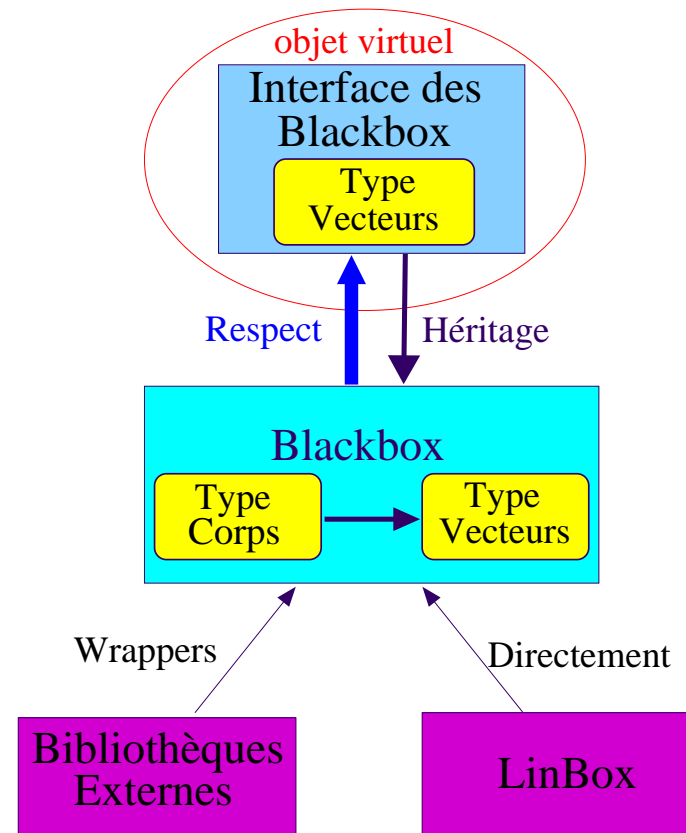 objet virtuel
Interface des
Blackbox
Type
Vecteurs
Respect
Héritage
Blackbox
Type
Corps
Type
Vecteurs
Wrappers
Directement
Bibliothèques
Externes
LinBox